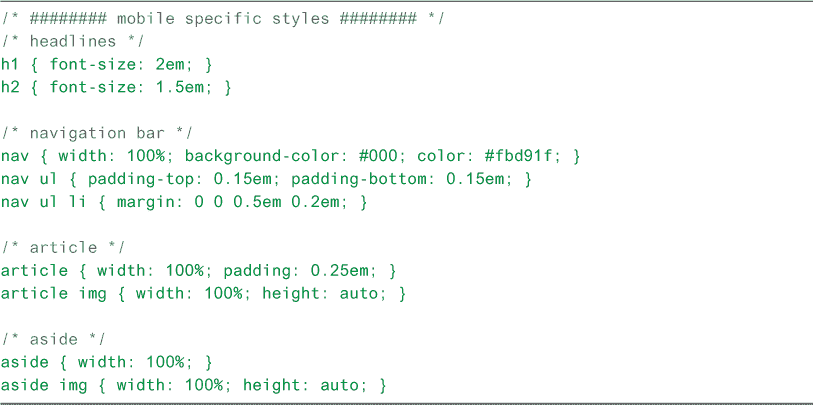 /* ######## mobile specific styles ######## */
/* headlines */
h1 { font-size: 2em; }
h2 { font-size: 1.5em; }
/* navigation bar */
nav { width: 100%; background-color: #000; color: #fbd91f; }
nav ul { padding-top: 0.15em; padding-bottom: 0.15em; }
nav ul li { margin: 0 0 0.5em 0.2em; }
/* article */
article { width: 100%; padding: 0.25em; }
article img { width: 100%; height: auto; }
/* aside */
aside { width: 100%; }
aside img { width: 100%; height: auto; }